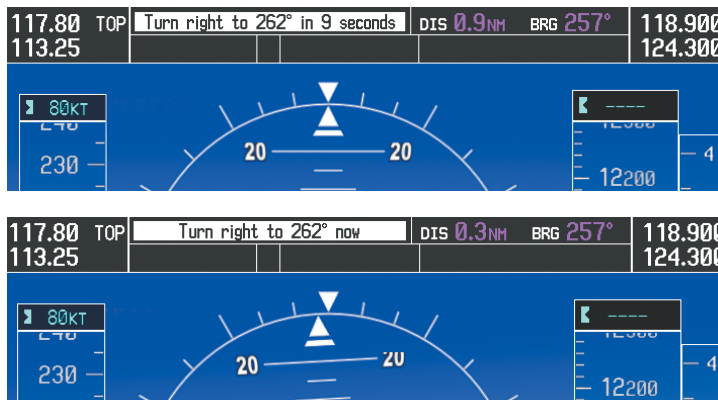 117.80 TOP Turn right to 262° in 9 seconds DIS 0.9NM BRG 257° 118.900
113.25 124.300
80KT ----
20 20
230 12200 4
117.80 TOP Turn right to 262° now DIS 0.3NM BRG 257° 118.900
113.25 124.300
80KT ----
20 20
230 12200 4